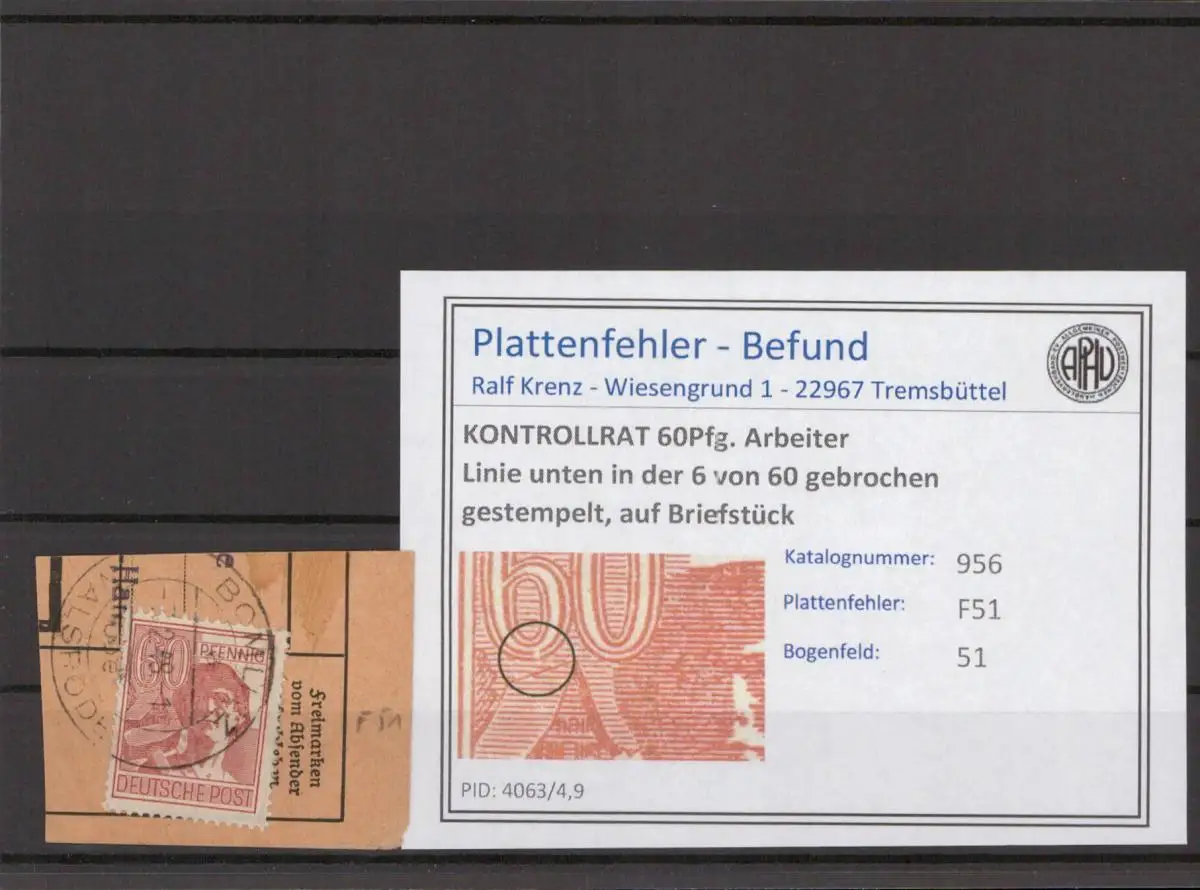 Plattenfehler - Befund
Ralf Krenz - Wiesengrund 1 - 22967 Tremsbüttel
APHV
KONTROLLRAT 60Pfg. Arbeiter
Linie unten in der 6 von 60 gebrochen
gestempelt, auf Briefstück
60
Katalognummer: 956
Plattenfehler: F51
Bogenfeld: 51
PID: 4063/4,9
60 PFENNIG
DEUTSCHE POST
Freimarken
vom Absender
F51